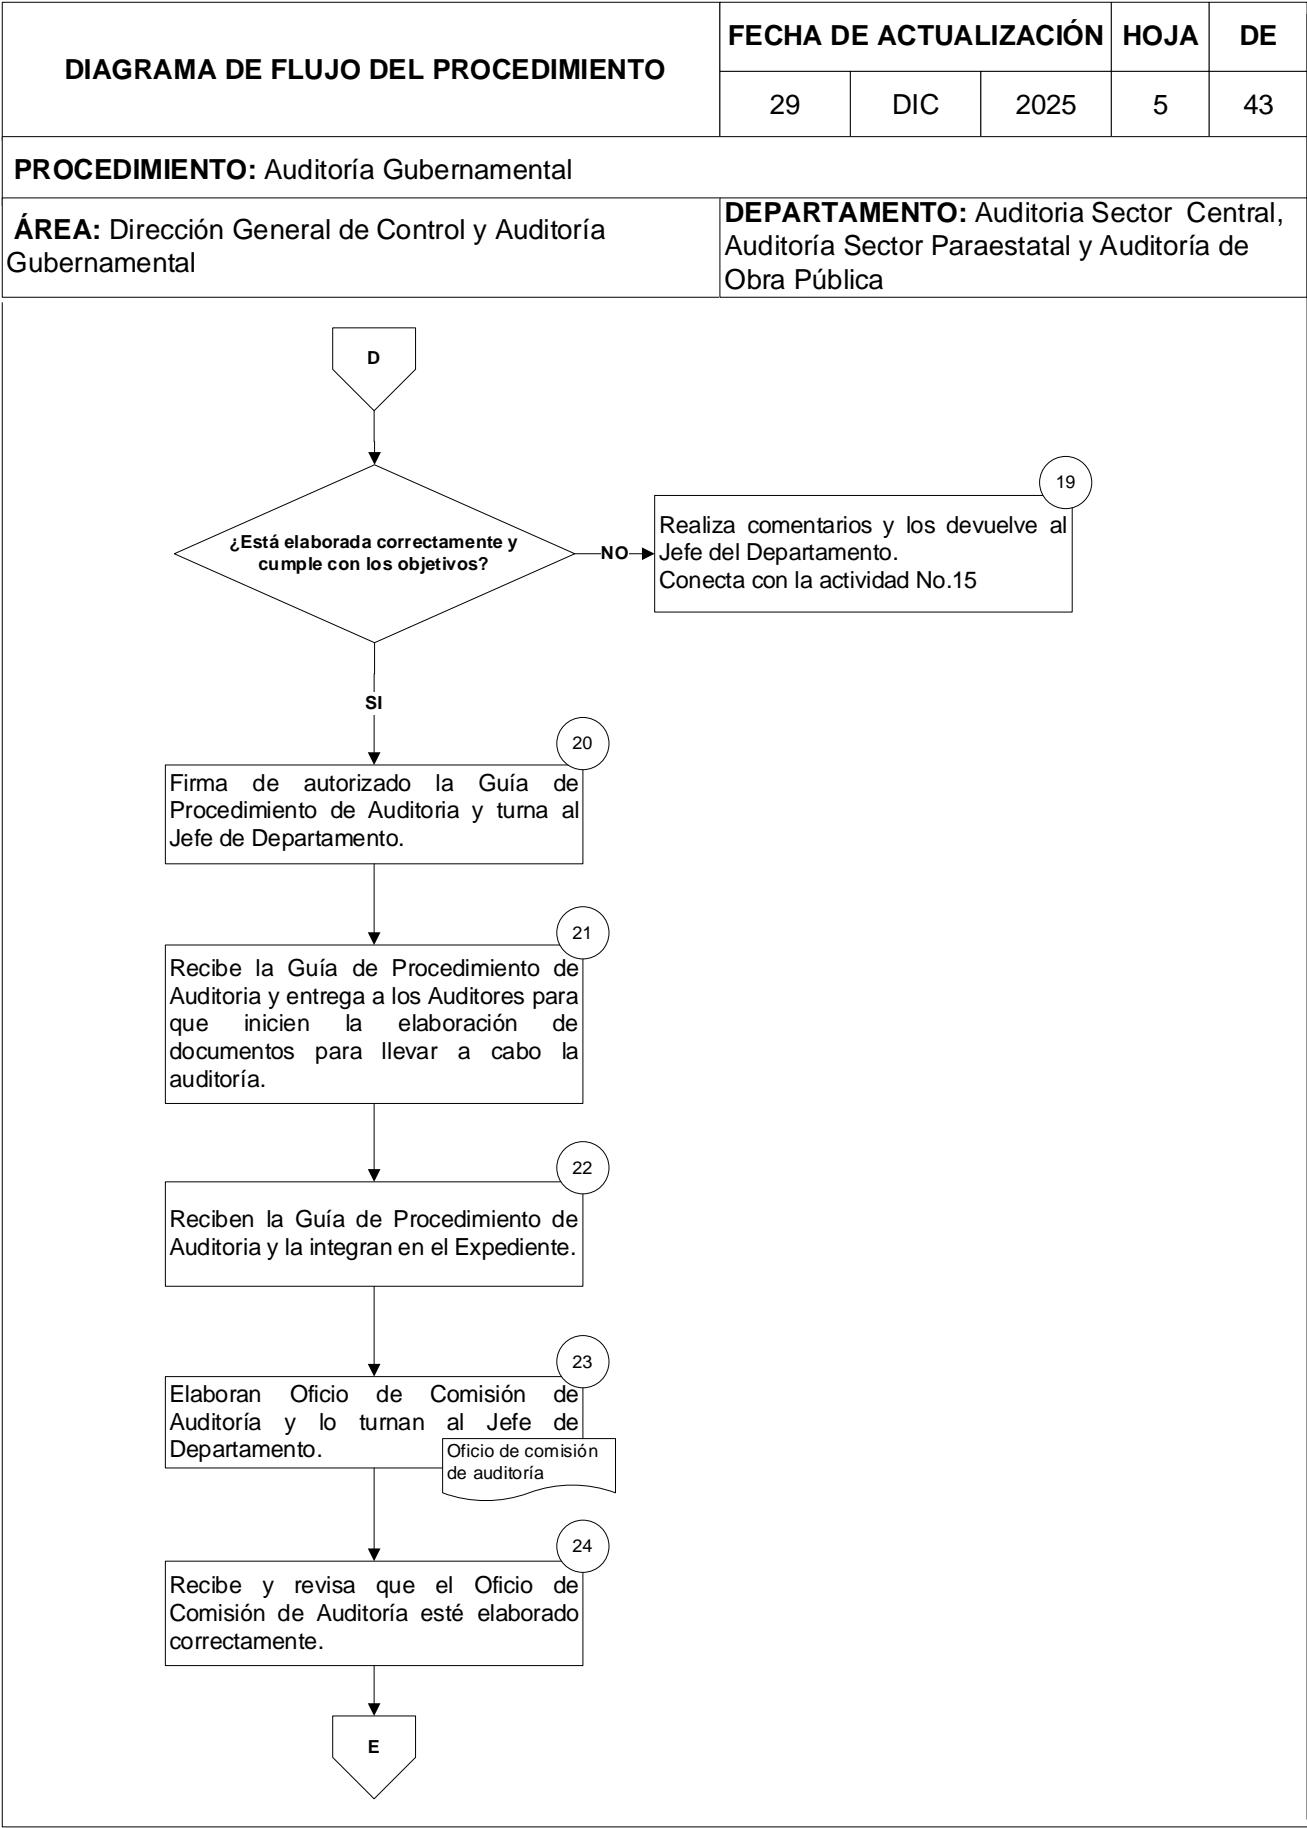 DIAGRAMA DE FLUJO DEL PROCEDIMIENTO
FECHA DE ACTUALIZACIÓN HOJA DE
29 DIC 2025 5 43
PROCEDIMIENTO: Auditoría Gubernamental
ÁREA: Dirección General de Control y Auditoría
Gubernamental
DEPARTAMENTO: Auditoria Sector Central,
Auditoría Sector Paraestatal y Auditoría de
Obra Pública
D
¿Está elaborada correctamente y
cumple con los objetivos?
NO
19
Realiza comentarios y los devuelve al
Jefe del Departamento.
Conecta con la actividad No.15
SI
20
Firma de autorizado la Guía de
Procedimiento de Auditoria y turna al
Jefe de Departamento.
21
Recibe la Guía de Procedimiento de
Auditoria y entrega a los Auditores para
que inicien la elaboración de
documentos para llevar a cabo la
auditoría.
22
Reciben la Guía de Procedimiento de
Auditoria y la integran en el Expediente.
23
Elaboran Oficio de Comisión de
Auditoría y lo turnan al Jefe de
Departamento.
Oficio de comisión
de auditoría
24
Recibe y revisa que el Oficio de
Comisión de Auditoría esté elaborado
correctamente.
E